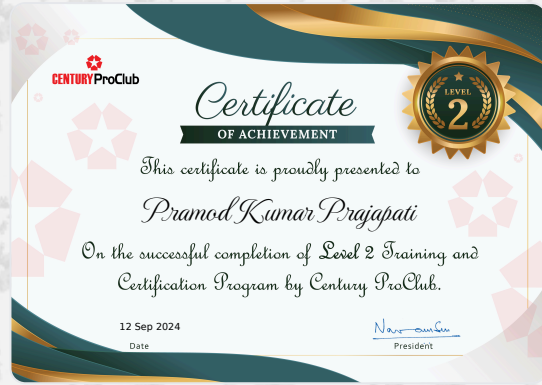 CENTURY ProClub
Certificate
OF ACHIEVEMENT
LEVEL
2
This certificate is proudly presented to
Pramod Kumar Prajapati
On the successful completion of Level 2 Training and
Certification Program by Century ProClub.
12 Sep 2024
Date
President